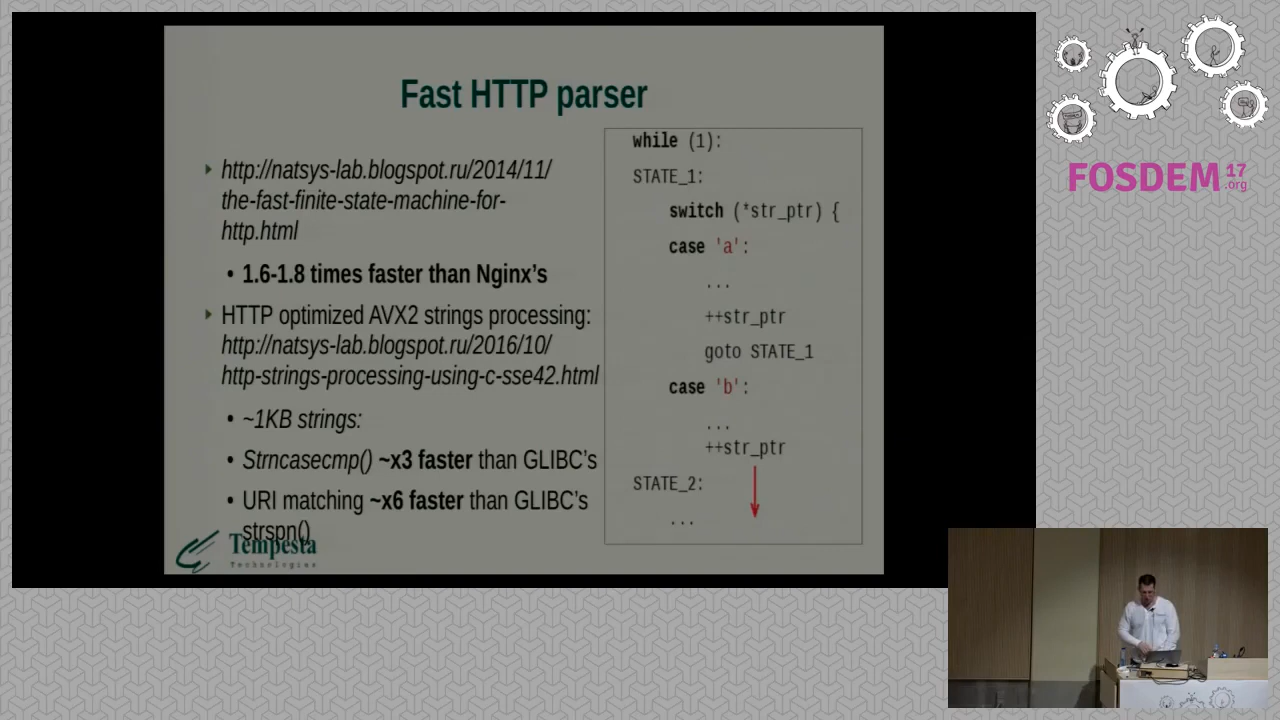 Fast HTTP parser
http://natsys-lab.blogspot.ru/2014/11/
the-fast-finite-state-machine-for-
http.html
• 1.6-1.8 times faster than Nginx’s
HTTP optimized AVX2 strings processing:
http://natsys-lab.blogspot.ru/2016/10/
http-strings-processing-using-c-sse42.html
• ~1KB strings:
• Strncasecmp() ~x3 faster than GLIBC’s
• URI matching ~x6 faster than GLIBC’s
strspn()
Tempesta
Technologies
while (1):
STATE_1:
switch (*str_ptr) {
case 'a':
...
++str_ptr
goto STATE_1
case 'b':
...
++str_ptr
STATE_2:
...
FOSDEM 17
.org